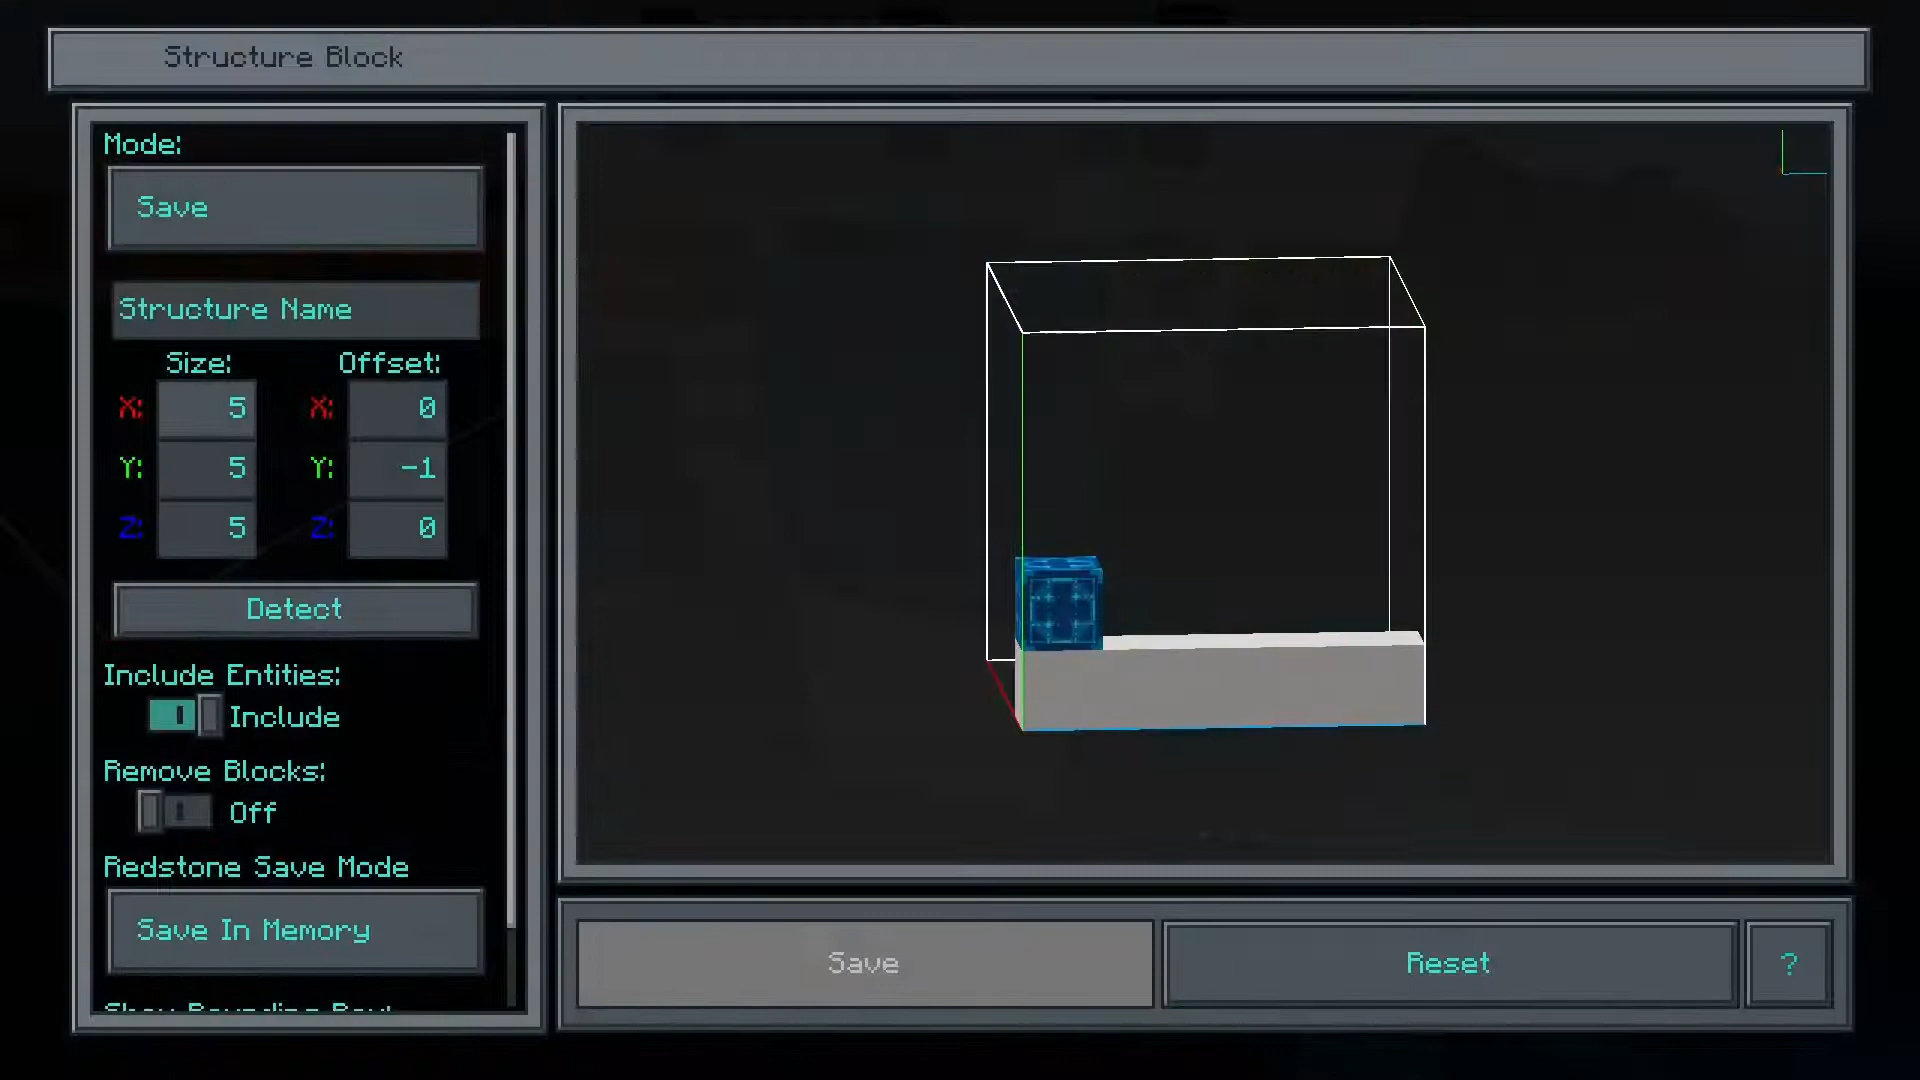 Structure Block
Mode:
Save
Structure Name
Size: Offset:
X: 5 X: 0
Y: 5 Y: -1
Z: 5 Z: 0
Detect
Include Entities:
Include
Remove Blocks:
Off
Redstone Save Mode
Save In Memory
Save Reset ?